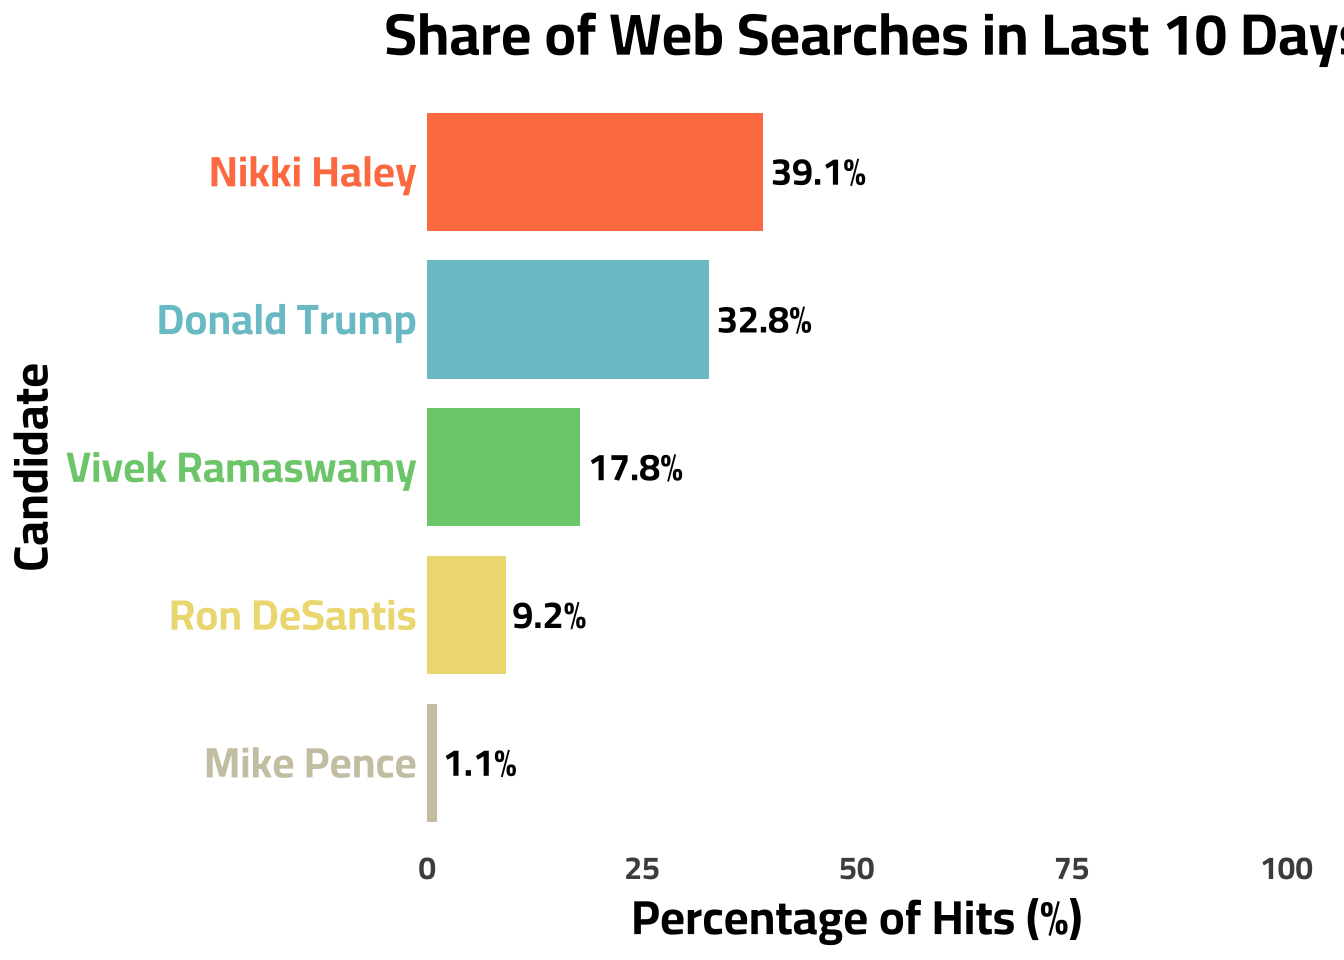 Share of Web Searches in Last 10 Days
Nikki Haley
39.1%
Donald Trump
32.8%
Vivek Ramaswamy
17.8%
Ron DeSantis
9.2%
Mike Pence
1.1%
Candidate
0 25 50 75 100
Percentage of Hits (%)